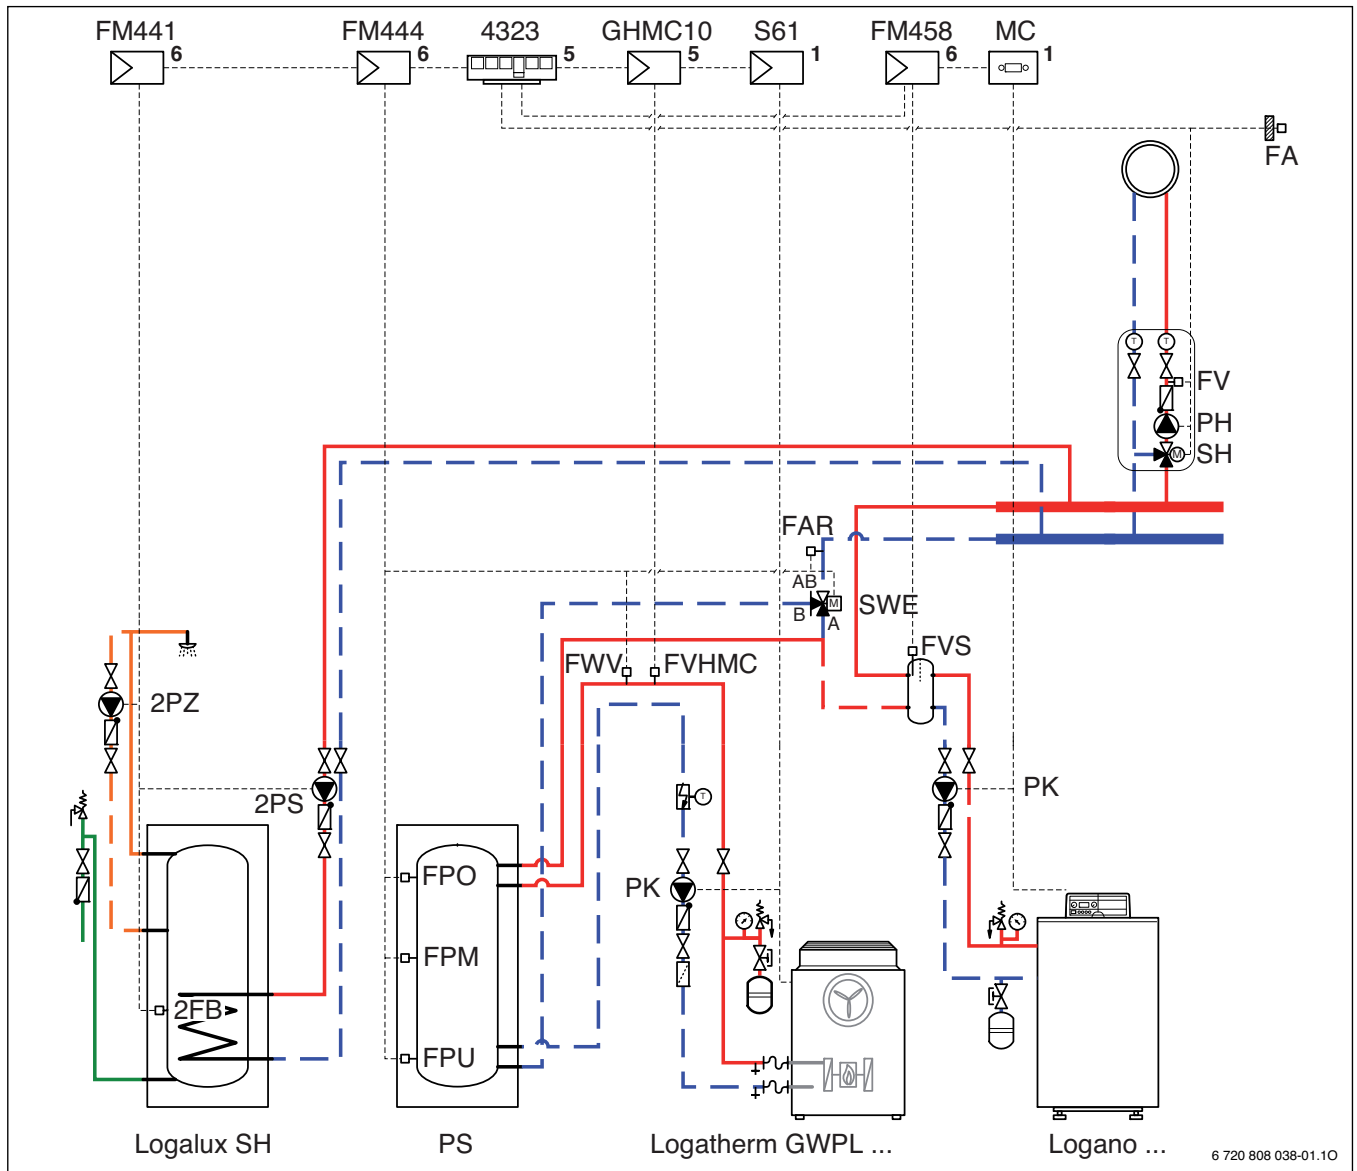 FM441 FM444 4323 GHMC10 S61 FM458 MC
6 6 5 5 1 6 1
FA
T T
FV
PH
M SH
FAR
AB
M SWE
B A
FWV FVHMC FVS
2PZ
T
2PS PK
FPO PK
FPM
2FB
FPU
Logalux SH PS Logatherm GWPL ... Logano ...
6 720 808 038-01.1O